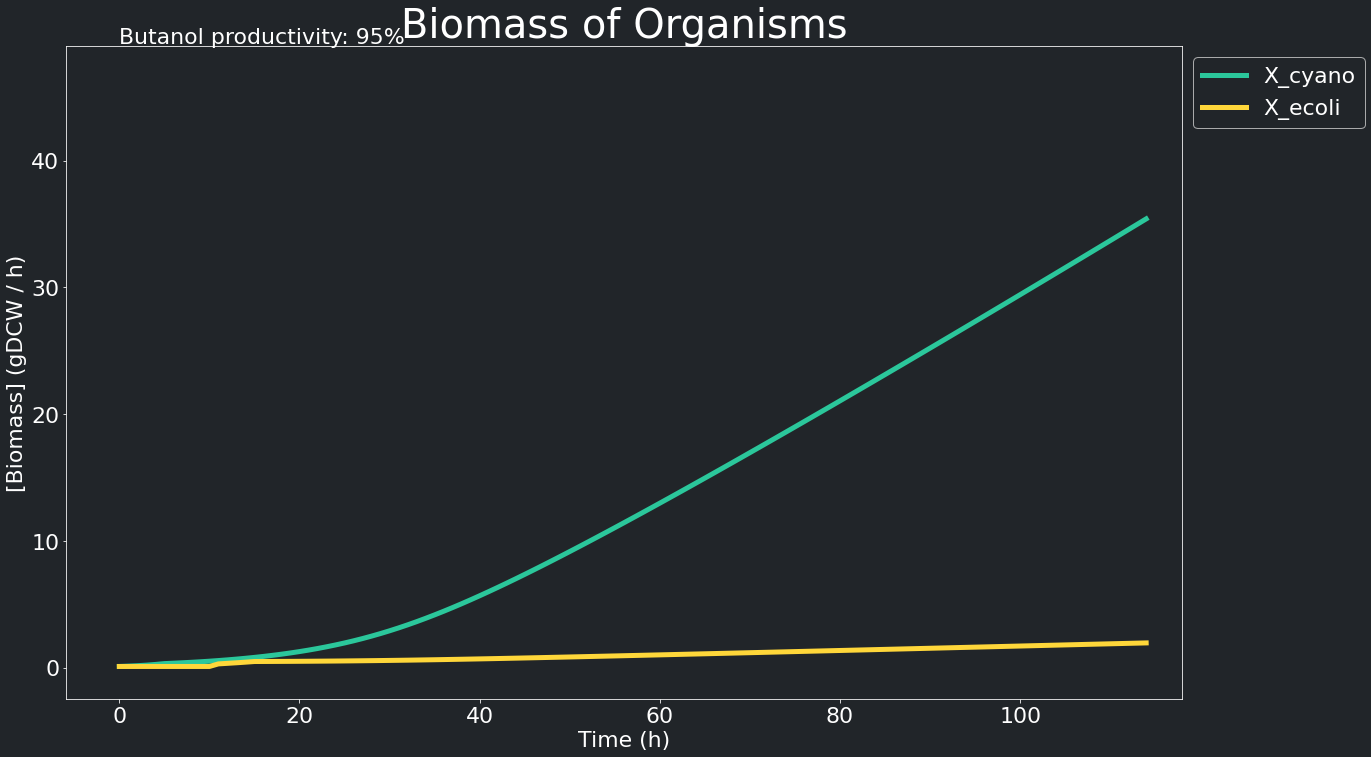 Biomass of Organisms
Butanol productivity: 95%
X_cyano
X_ecoli
[Biomass] (gDCW / h)
40
30
20
10
0
0 20 40 60 80 100
Time (h)